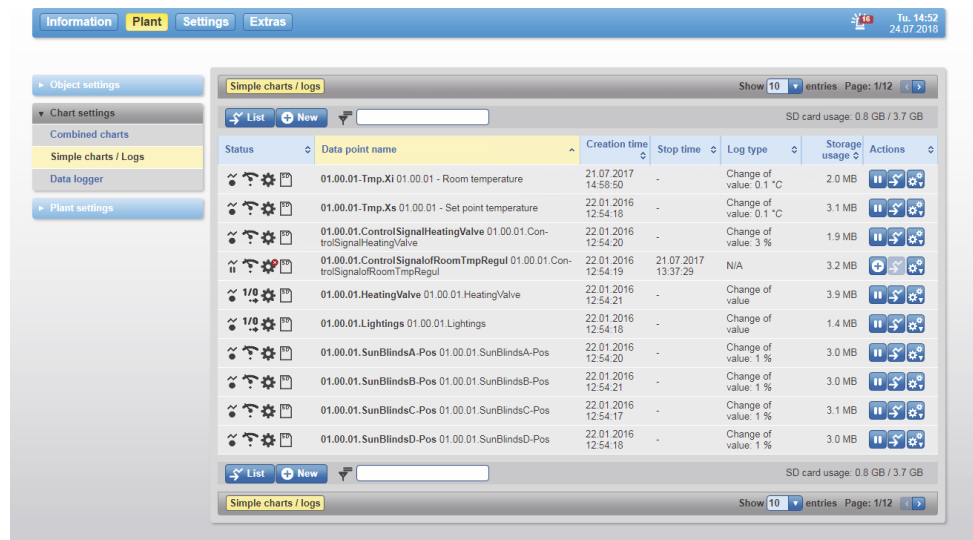 Information Plant Settings Extras 16 Tu. 14:52
24.07.2018
Object settings
Chart settings
Combined charts
Simple charts / Logs
Data logger
Plant settings
Simple charts / logs Show 10 entries Page: 1/12
List New SD card usage: 0.8 GB / 3.7 GB
Status Data point name Creation time Stop time Log type Storage usage Actions
SD 01.00.01-Tmp.Xi 01.00.01 - Room temperature 21.07.2017 - Change of 2.0 MB
14:58:50 value: 0.1 °C
SD 01.00.01-Tmp.Xs 01.00.01 - Set point temperature 22.01.2016 - Change of 3.1 MB
12:54:18 value: 0.1 °C
SD 01.00.01.ControlSignalHeatingValve 01.00.01.Con- 22.01.2016 - Change of 1.9 MB
trolSignalHeatingValve 12:54:20 value: 3 %
SD 01.00.01.ControlSignalofRoomTmpRegul 01.00.01.Con- 22.01.2016 21.07.2017 N/A 3.2 MB
trolSignalofRoomTmpRegul 12:54:19 13:37:29
1/0 SD 01.00.01.HeatingValve 01.00.01.HeatingValve 22.01.2016 - Change of 3.9 MB
12:54:21 value
1/0 SD 01.00.01.Lightings 01.00.01.Lightings 22.01.2016 - Change of 1.4 MB
12:54:18 value
SD 01.00.01.SunBlindsA-Pos 01.00.01.SunBlindsA-Pos 22.01.2016 - Change of 3.0 MB
12:54:20 value: 1 %
SD 01.00.01.SunBlindsB-Pos 01.00.01.SunBlindsB-Pos 22.01.2016 - Change of 3.0 MB
12:54:21 value: 1 %
SD 01.00.01.SunBlindsC-Pos 01.00.01.SunBlindsC-Pos 22.01.2016 - Change of 3.1 MB
12:54:17 value: 1 %
SD 01.00.01.SunBlindsD-Pos 01.00.01.SunBlindsD-Pos 22.01.2016 - Change of 3.0 MB
12:54:18 value: 1 %
List New SD card usage: 0.8 GB / 3.7 GB
Simple charts / logs Show 10 entries Page: 1/12